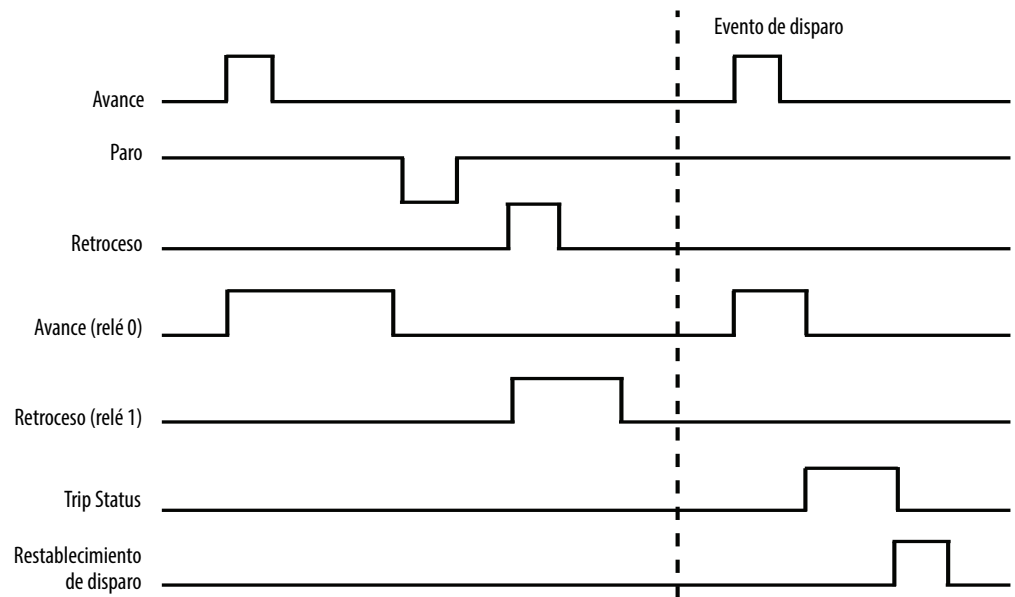 Evento de disparo
Avance
Paro
Retroceso
Avance (relé 0)
Retroceso (relé 1)
Trip Status
Restablecimiento
de disparo